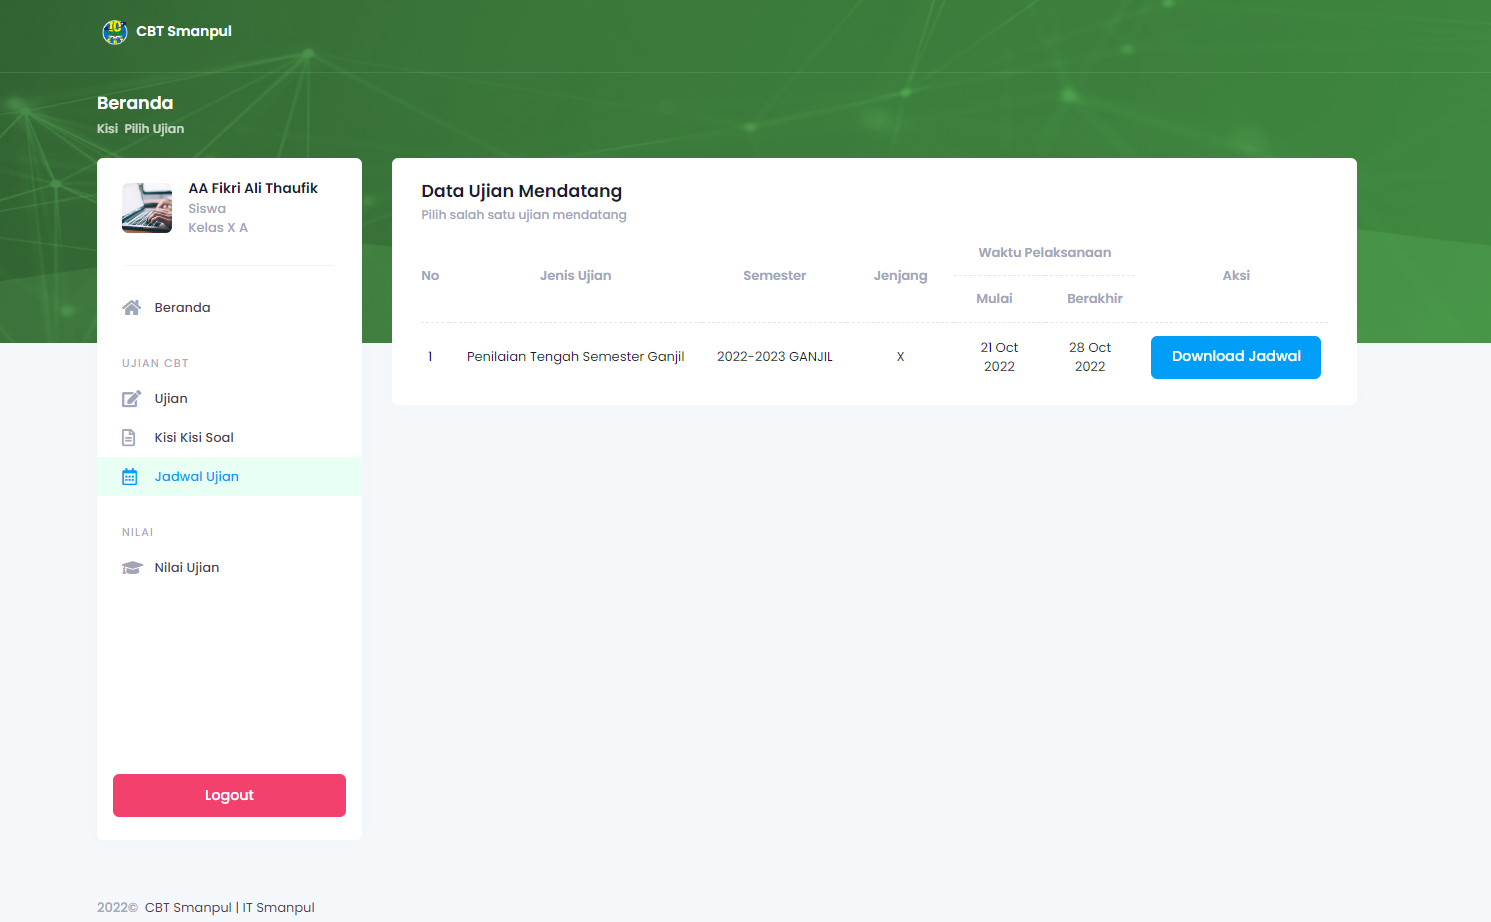 CBT Smanpul
Beranda
Kisi Pilih Ujian
AA Fikri Ali Thaufik
Siswa
Kelas X A
Beranda
UJIAN CBT
Ujian
Kisi Kisi Soal
Jadwal Ujian
NILAI
Nilai Ujian
Logout
Data Ujian Mendatang
Pilih salah satu ujian mendatang
No Jenis Ujian Semester Jenjang Waktu Pelaksanaan Aksi
Mulai Berakhir
1 Penilaian Tengah Semester Ganjil 2022-2023 GANJIL X 21 Oct 2022 28 Oct 2022 Download Jadwal
2022© CBT Smanpul | IT Smanpul